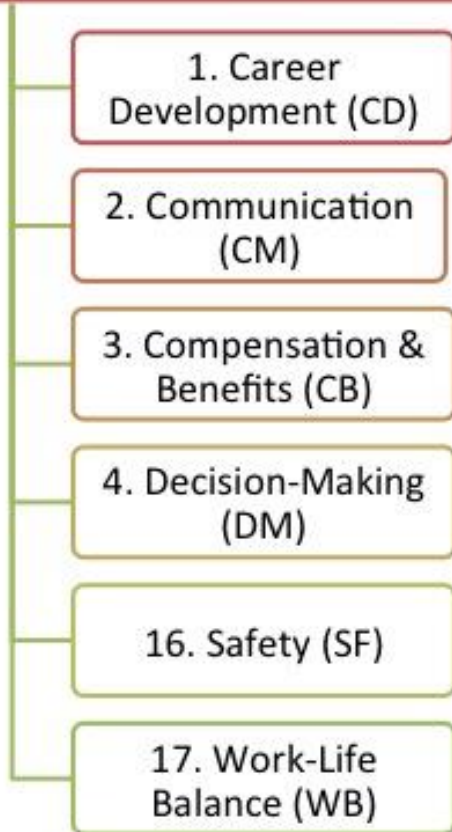 1. Career
Development (CD)
2. Communication
(CM)
3. Compensation &
Benefits (CB)
4. Decision-Making
(DM)
16. Safety (SF)
17. Work-Life
Balance (WB)